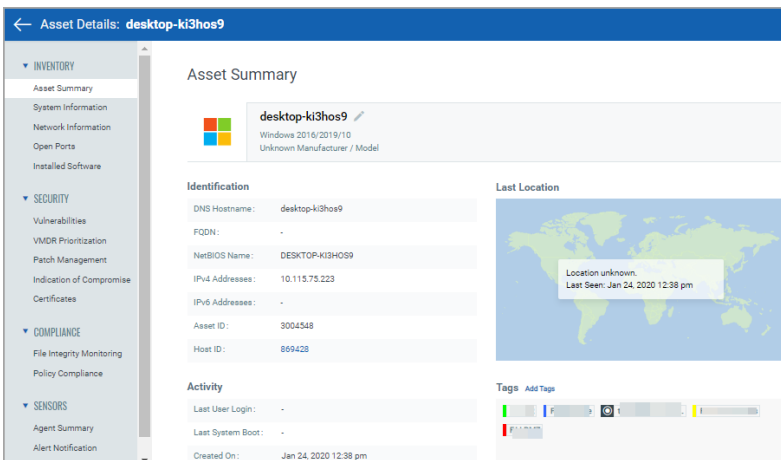 Asset Details: desktop-ki3hos9
INVENTORY
Asset Summary
System Information
Network Information
Open Ports
Installed Software
SECURITY
Vulnerabilities
VMDR Prioritization
Patch Management
Indication of Compromise
Certificates
COMPLIANCE
File Integrity Monitoring
Policy Compliance
SENSORS
Agent Summary
Alert Notification
Asset Summary
desktop-ki3hos9
Windows 2016/2019/10
Unknown Manufacturer / Model
Identification
DNS Hostname: desktop-ki3hos9
FQDN: -
NetBIOS Name: DESKTOP-KI3HOS9
IPv4 Addresses: 10.115.75.223
IPv6 Addresses: -
Asset ID: 3004548
Host ID: 869428
Last Location
Location unknown.
Last Seen: Jan 24, 2020 12:38 pm
Activity
Last User Login: -
Last System Boot: -
Created On: Jan 24, 2020 12:38 pm
Tags Add Tags